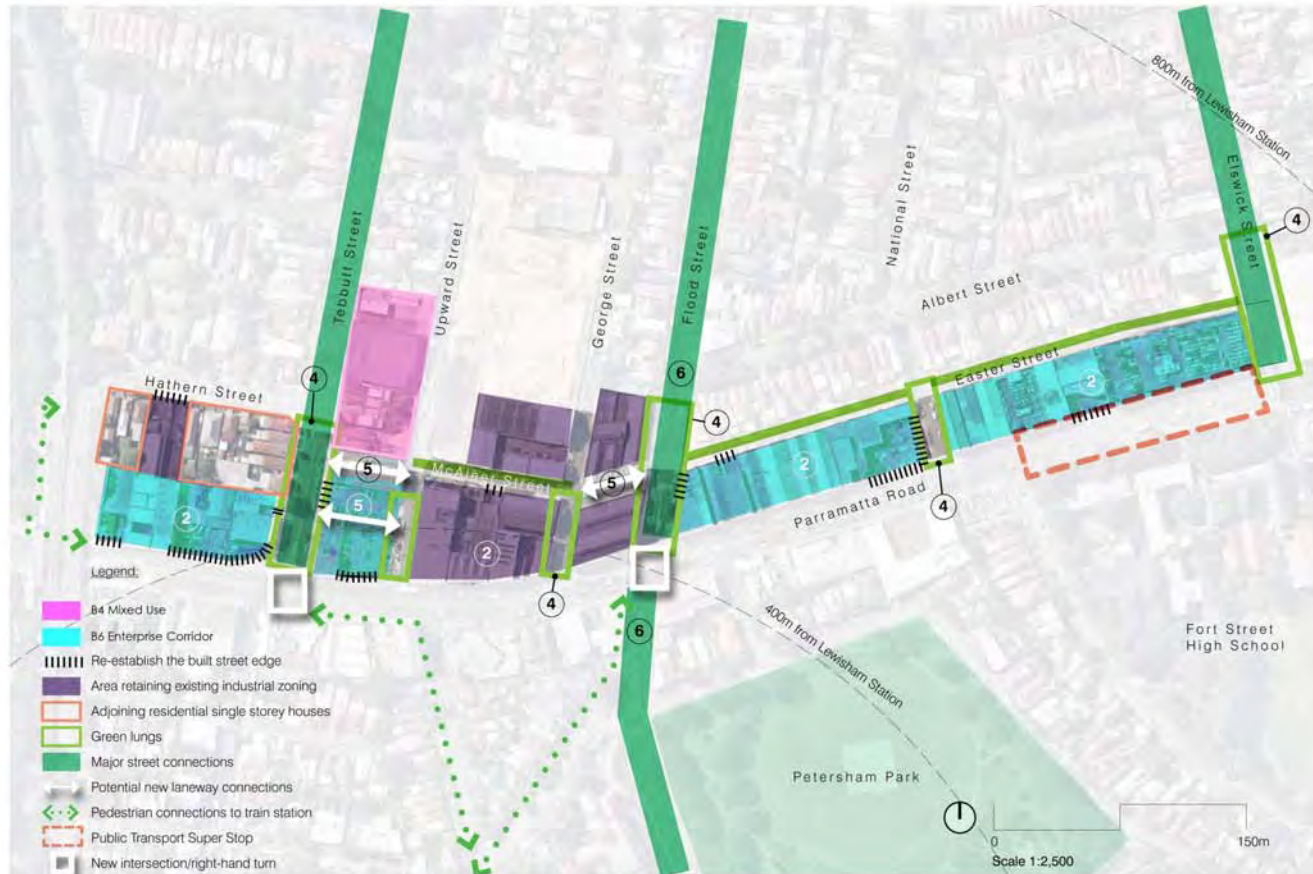 800m from Lewisham Station
Elswick Street
4
National Street
Albert Street
Tebbutt Street
Upward Street
George Street
Flood Street
Hathern Street
4
6
4
Easter Street
2
5
McAleer Street
5
2
Parramatta Road
4
2
5
2
4
6
400m from Lewisham Station
Fort Street
High School
Petersham Park
0
150m
Scale 1:2,500
Legend:
B4 Mixed Use
B6 Enterprise Corridor
Re-establish the built street edge
Area retaining existing industrial zoning
Adjoining residential single storey houses
Green lungs
Major street connections
Potential new laneway connections
Pedestrian connections to train station
Public Transport Super Stop
New intersection/right-hand turn